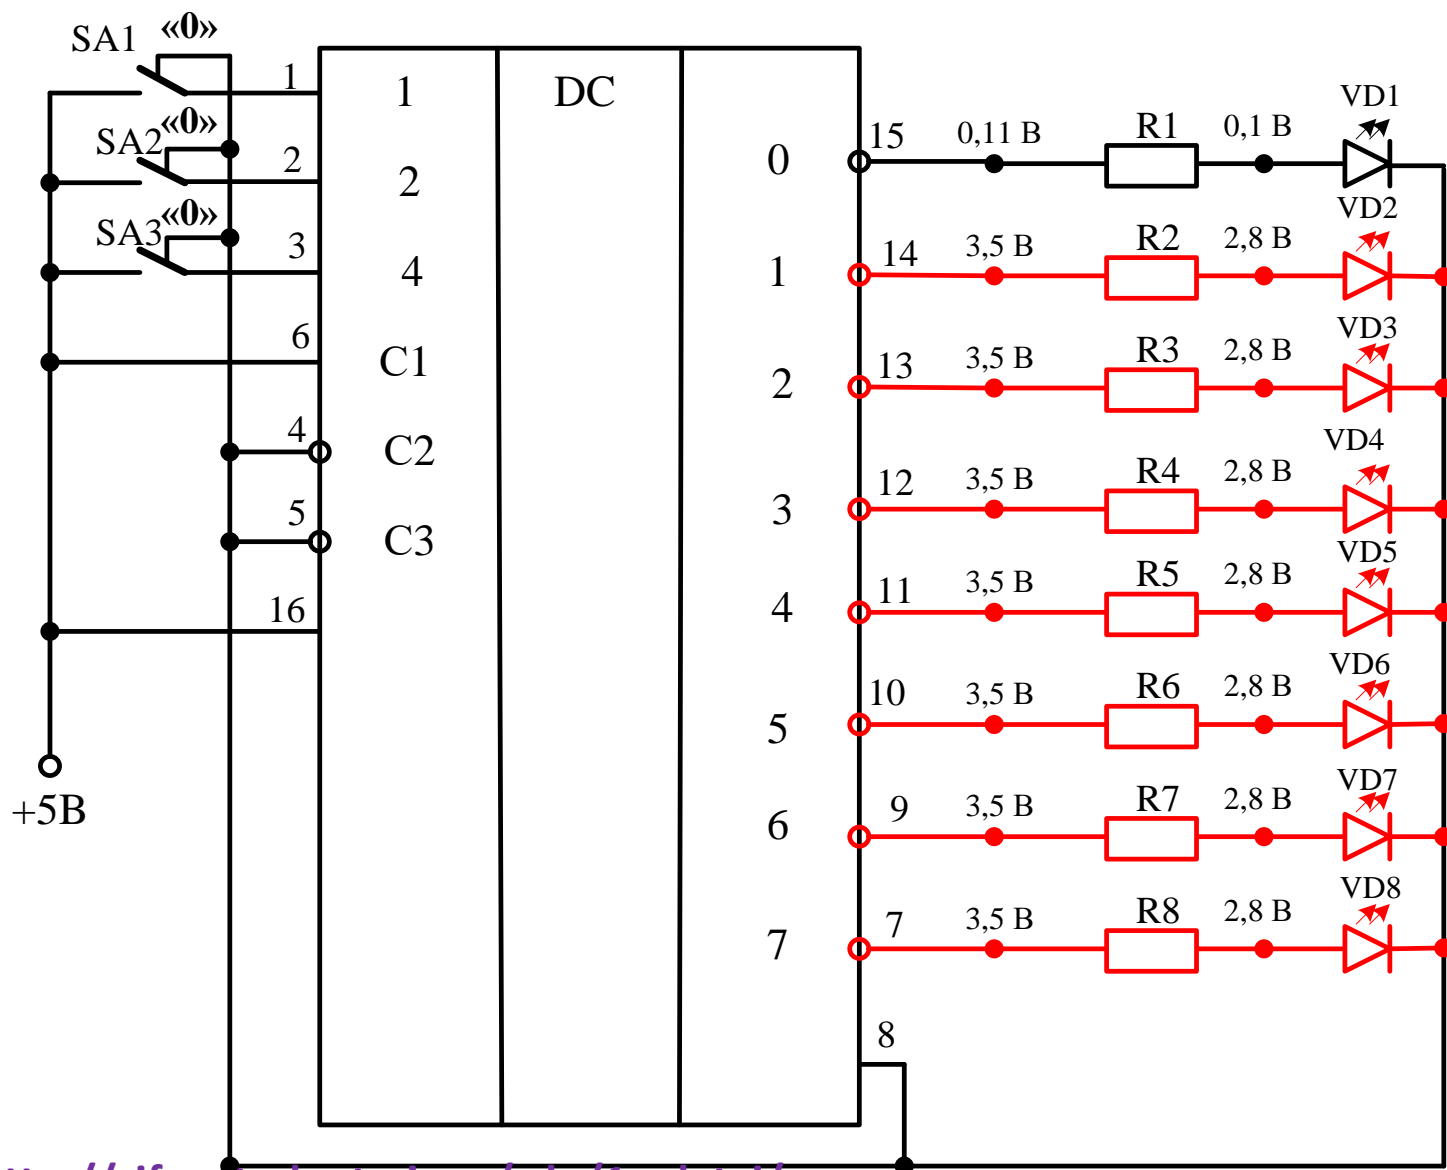 SA1 «0»
1 1 DC
SA2 «0»
2 2
SA3 «0»
3 4
6 C1
4 C2
5 C3
16
+5В
0 15 0,11 В R1 0,1 В VD1
1 14 3,5 В R2 2,8 В VD2
2 13 3,5 В R3 2,8 В VD3
3 12 3,5 В R4 2,8 В VD4
4 11 3,5 В R5 2,8 В VD5
5 10 3,5 В R6 2,8 В VD6
6 9 3,5 В R7 2,8 В VD7
7 7 3,5 В R8 2,8 В VD8
8